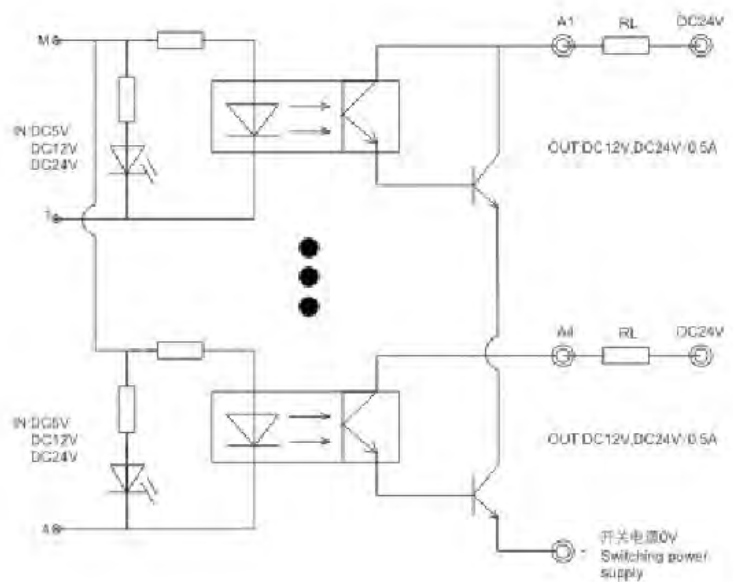 A1 RL DC24V
M
IN:DC5V
DC12V
DC24V
OUT:DC12V,DC24V/0.5A
A4 RL DC24V
IN:DC5V
DC12V
DC24V
OUT:DC12V,DC24V/0.5A
A
- 开关电源0V
Switching power
supply